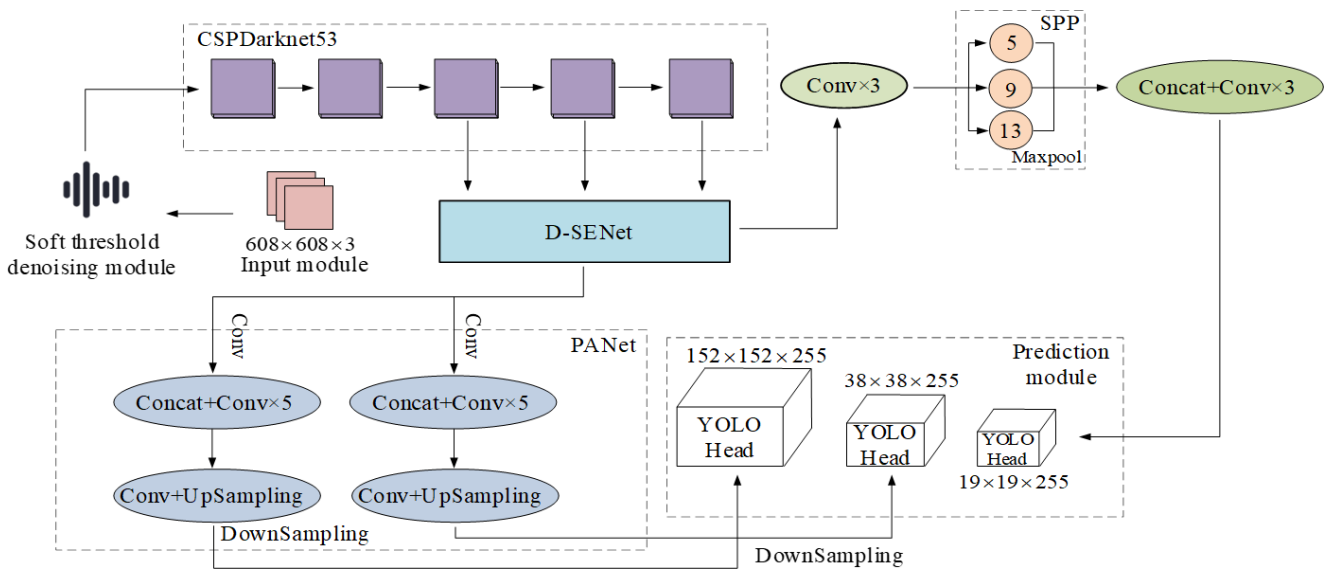 CSPDarknet53
SPP
5
9
13
Maxpool
Conv×3
Concat+Conv×3
Soft threshold
denoising module
608×608×3
Input module
D-SENet
Conv
Conv
PANet
Concat+Conv×5
Concat+Conv×5
Conv+UpSampling
Conv+UpSampling
DownSampling
DownSampling
Prediction
module
152×152×255
YOLO
Head
38×38×255
YOLO
Head
YOLO
Head
19×19×255